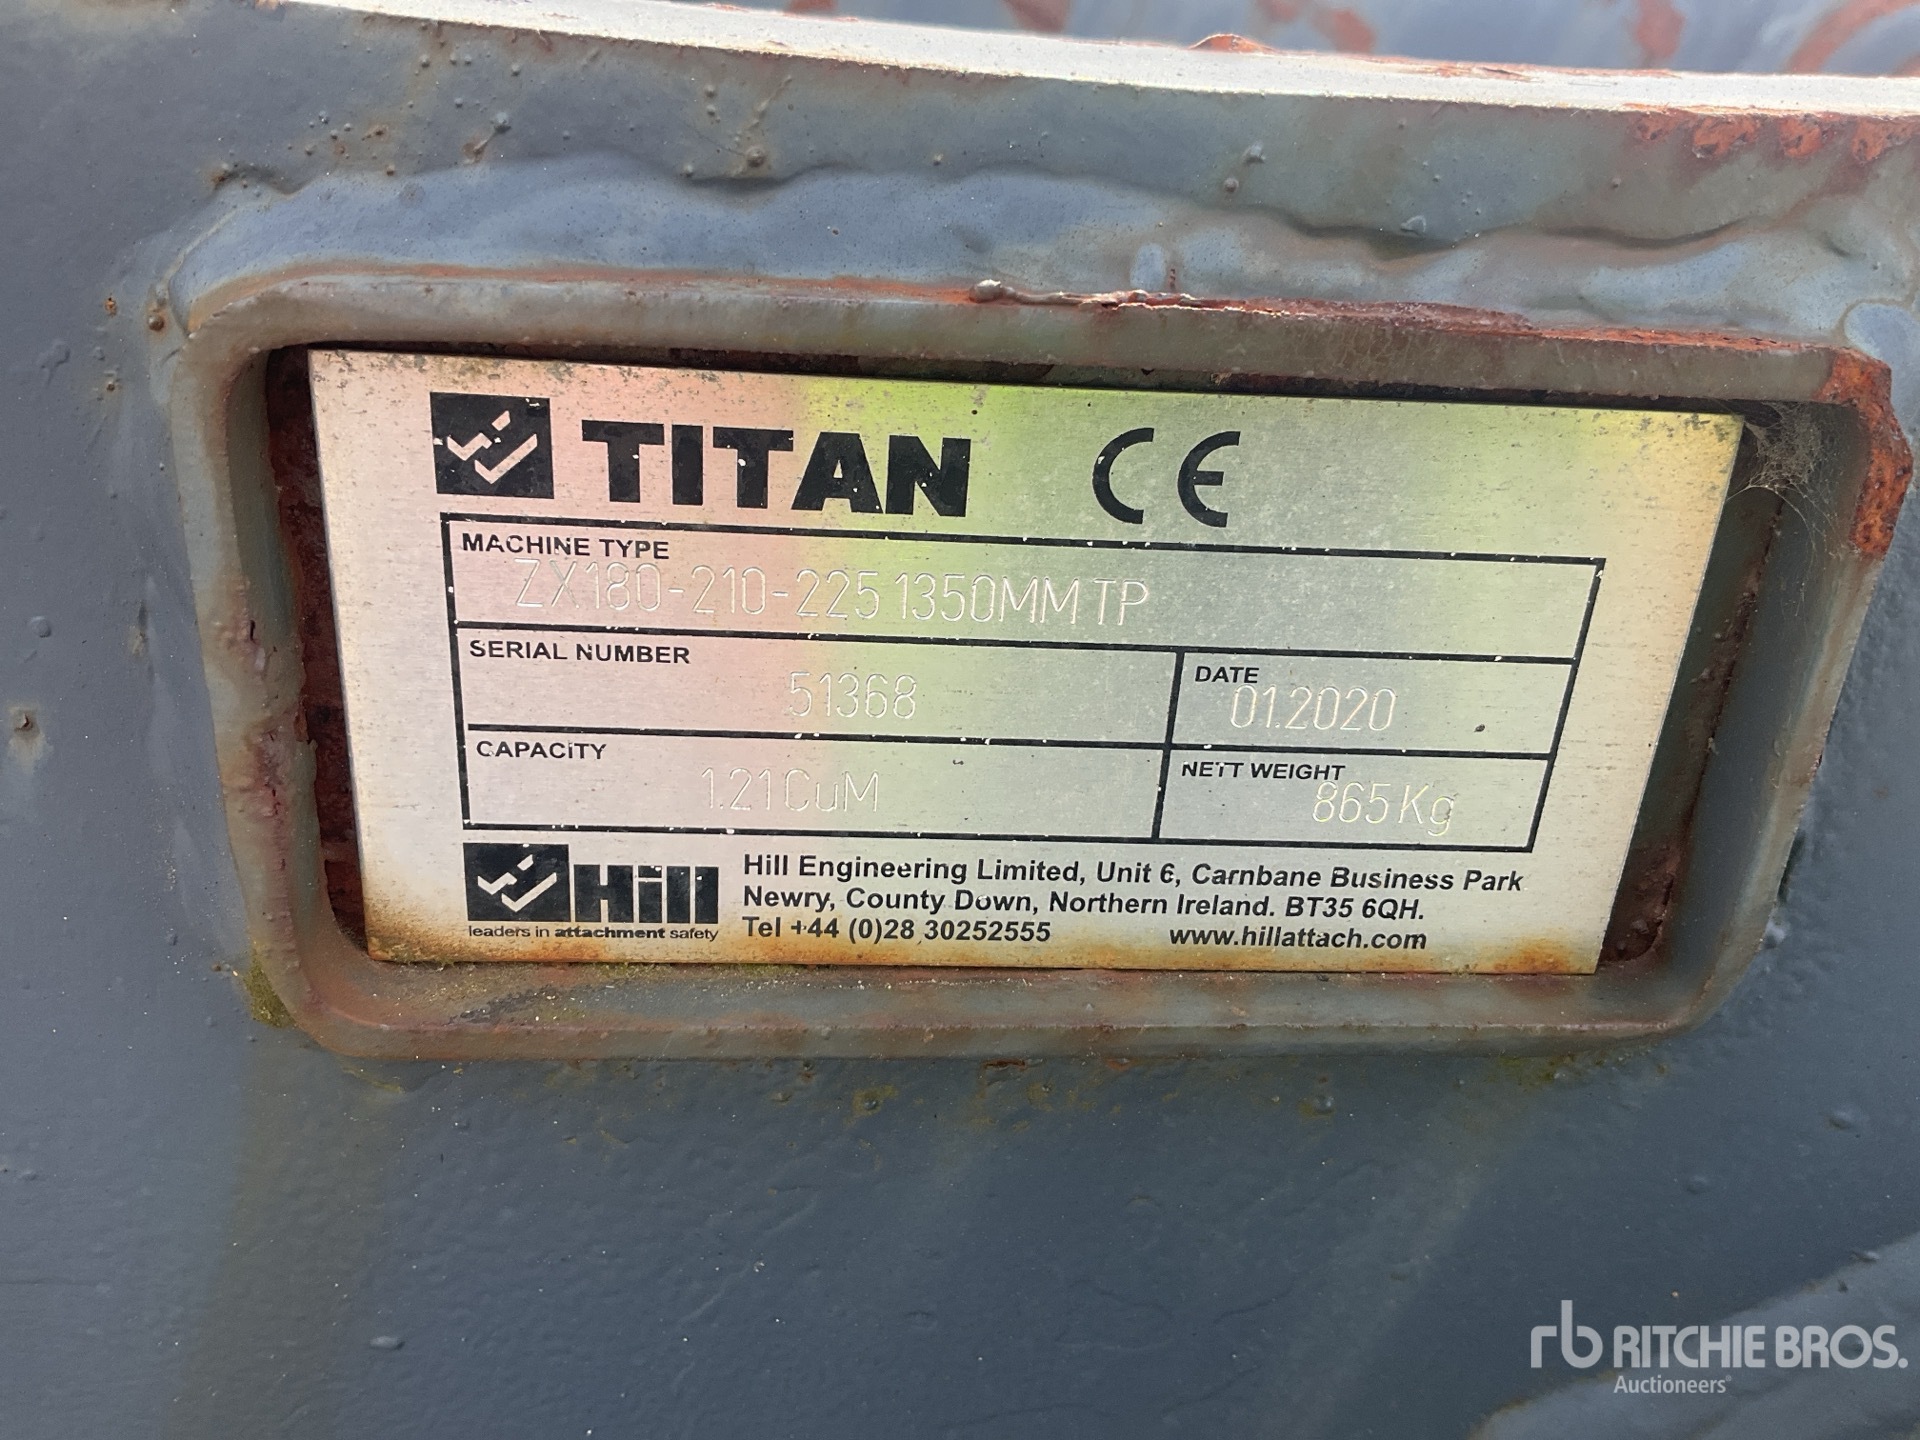 TITAN CE
MACHINE TYPE
ZX180-210-225 1350MM TP
SERIAL NUMBER
51368
DATE
01.2020
CAPACITY
1.21CuM
NETT WEIGHT
865Kg
Hill
leaders in attachment safety
Hill Engineering Limited, Unit 6, Carnbane Business Park
Newry, County Down, Northern Ireland. BT35 6QH.
Tel +44 (0)28 30252555 www.hillattach.com
rb RITCHIE BROS.
Auctioneers